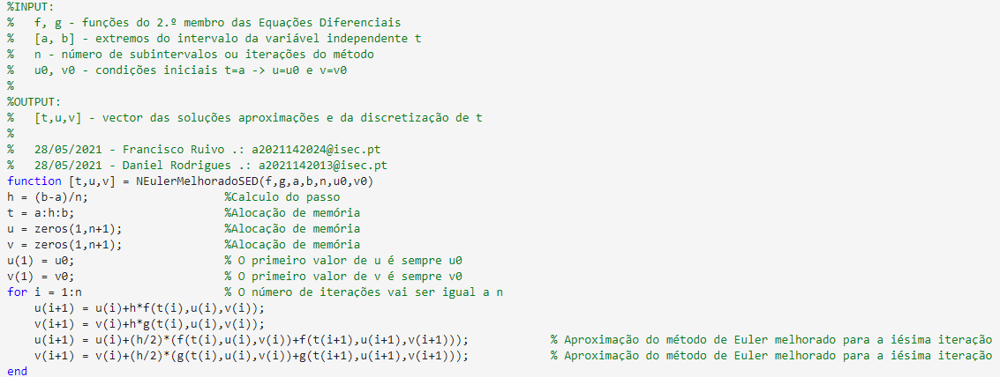 %INPUT:
%   f, g - funções do 2.º membro das Equações Diferenciais
%   [a, b] - extremos do intervalo da variável independente t
%   n - número de subintervalos ou iterações do método
%   u0, v0 - condições iniciais t=a -> u=u0 e v=v0
%
%OUTPUT:
%   [t,u,v] - vector das soluções aproximações e da discretização de t
%
%   28/05/2021 - Francisco Ruivo .: a2021142024@isec.pt
%   28/05/2021 - Daniel Rodrigues .: a2021142013@isec.pt
function [t,u,v] = NEulerMelhoradoSED(f,g,a,b,n,u0,v0)
h = (b-a)/n;                    %Calculo do passo
t = a:h:b;                      %Alocação de memória
u = zeros(1,n+1);               %Alocação de memória
v = zeros(1,n+1);               %Alocação de memória
u(1) = u0;                      % O primeiro valor de u é sempre u0
v(1) = v0;                      % O primeiro valor de v é sempre v0
for i = 1:n                     % O número de iterações vai ser igual a n
    u(i+1) = u(i)+h*f(t(i),u(i),v(i));
    v(i+1) = v(i)+h*g(t(i),u(i),v(i));
    u(i+1) = u(i)+(h/2)*(f(t(i),u(i),v(i))+f(t(i+1),u(i+1),v(i+1)));            % Aproximação do método de Euler melhorado para a iésima iteração
    v(i+1) = v(i)+(h/2)*(g(t(i),u(i),v(i))+g(t(i+1),u(i+1),v(i+1)));            % Aproximação do método de Euler melhorado para a iésima iteração
end